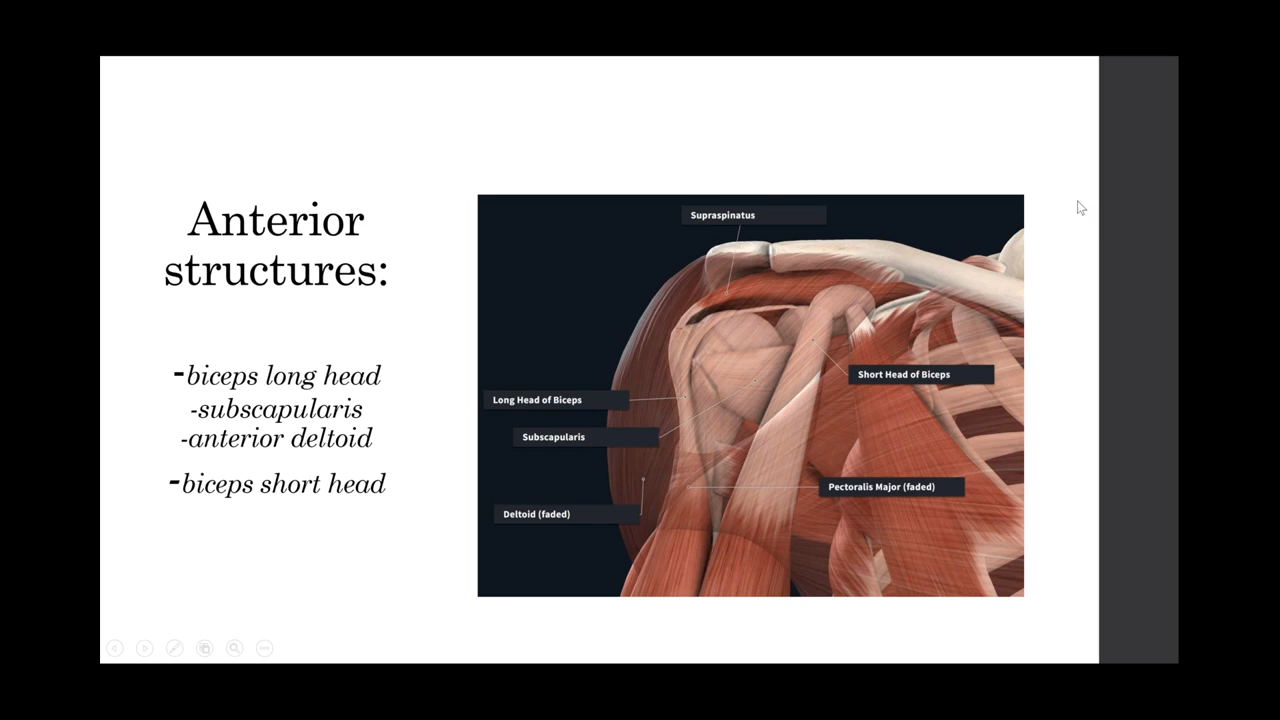 Anterior
structures:
-biceps long head
-subscapularis
-anterior deltoid
-biceps short head
Supraspinatus
Short Head of Biceps
Long Head of Biceps
Subscapularis
Pectoralis Major (faded)
Deltoid (faded)